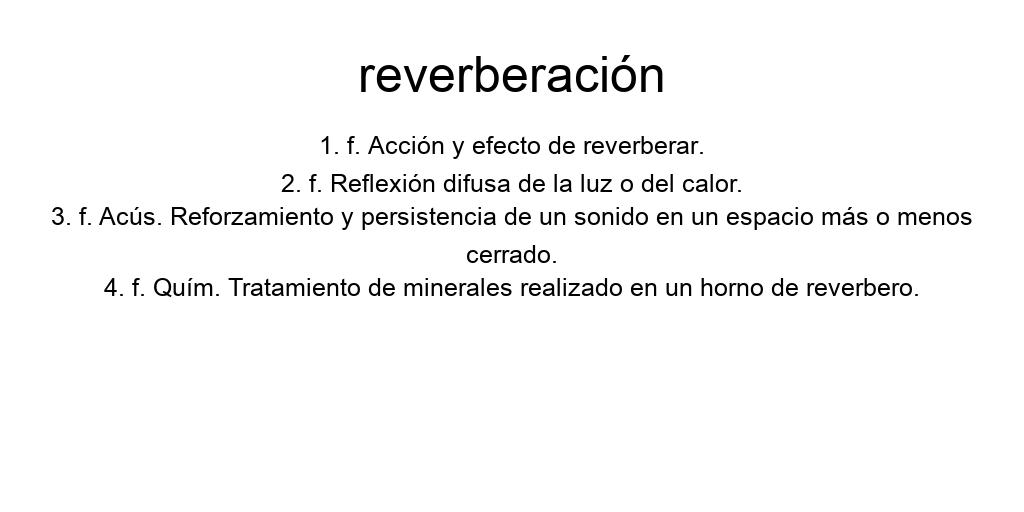 reverberación
1. f. Acción y efecto de reverberar.
2. f. Reflexión difusa de la luz o del calor.
3. f. Acús. Reforzamiento y persistencia de un sonido en un espacio más o menos
cerrado.
4. f. Quím. Tratamiento de minerales realizado en un horno de reverbero.